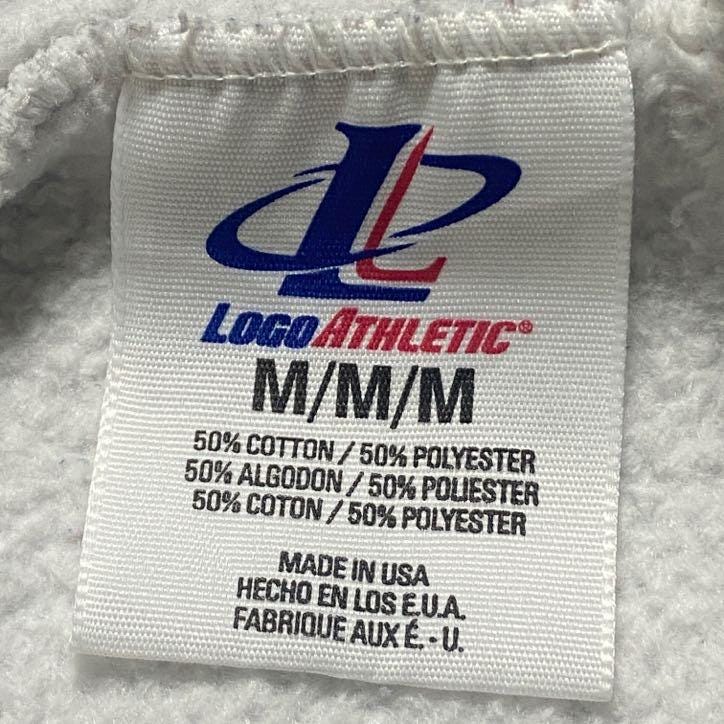 LL
LOGO ATHLETIC®
M/M/M
50% COTTON / 50% POLYESTER
50% ALGODON / 50% POLIESTER
50% COTON / 50% POLYESTER
MADE IN USA
HECHO EN LOS E.U.A.
FABRIQUE AUX É. - U.